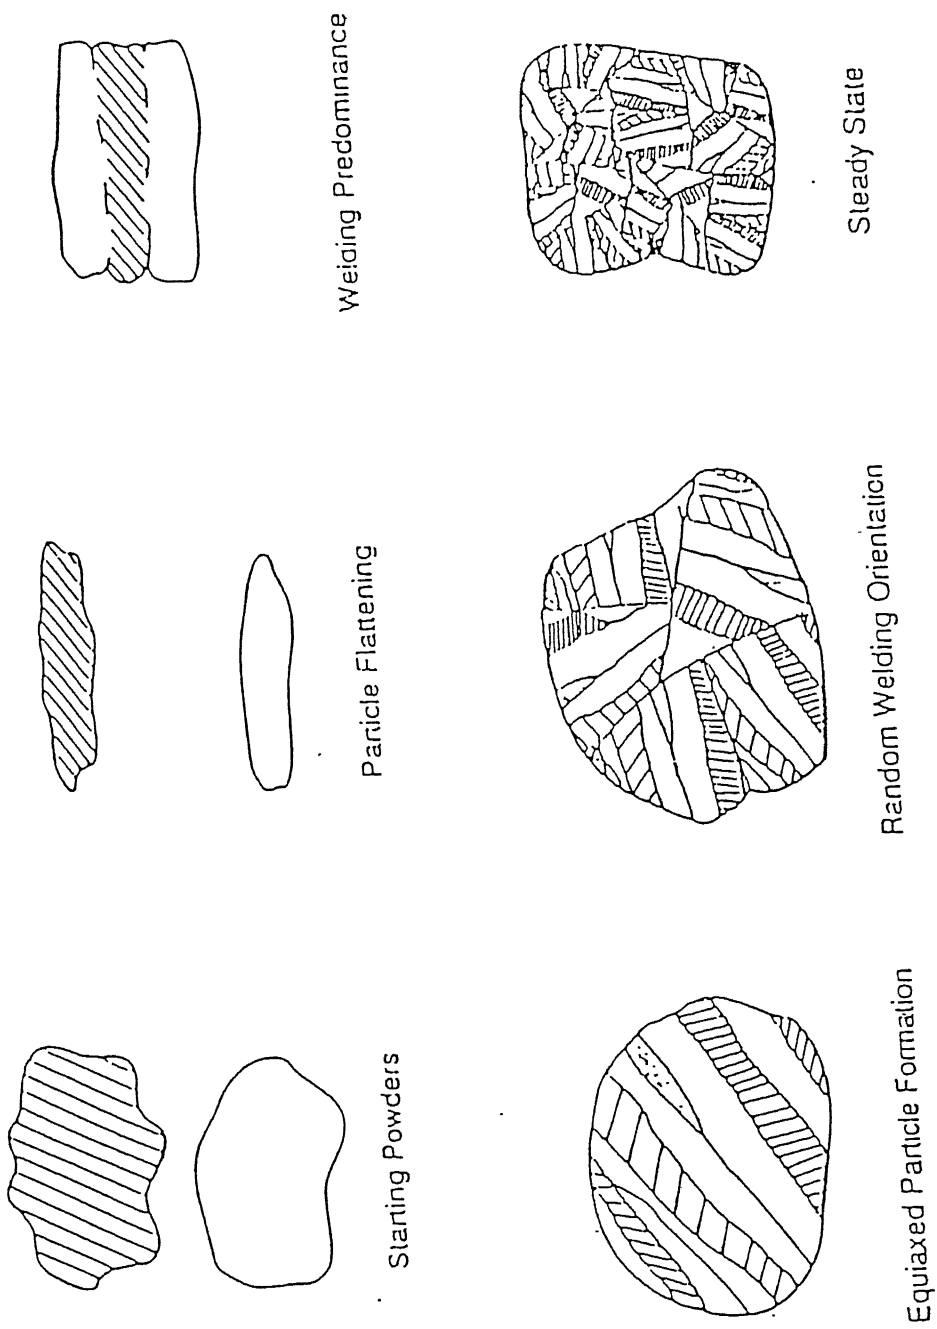 Starting Powders
Particle Flattening
Welding Predominance
Equiaxed Particle Formation
Random Welding Orientation
Steady State